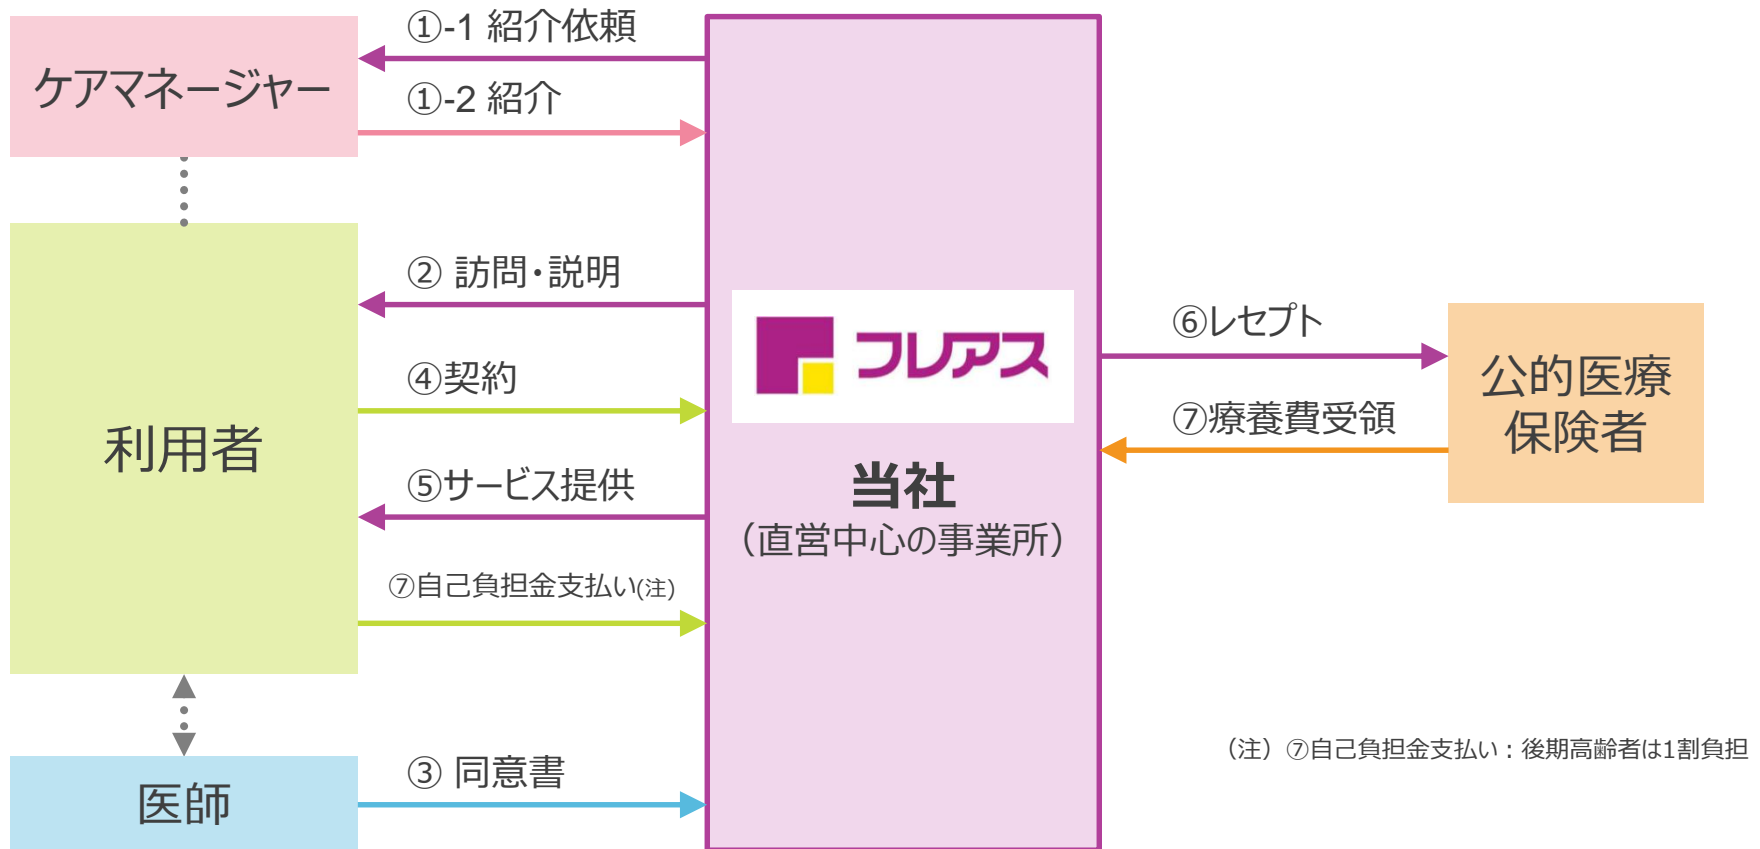 ケアマネージャー
①-1 紹介依頼
①-2 紹介
利用者
② 訪問・説明
④契約
⑤サービス提供
⑦自己負担金支払い(注)
医師
③ 同意書
フレアス
当社
（直営中心の事業所）
⑥レセプト
⑦療養費受領
公的医療
保険者
（注）⑦自己負担金支払い：後期高齢者は1割負担